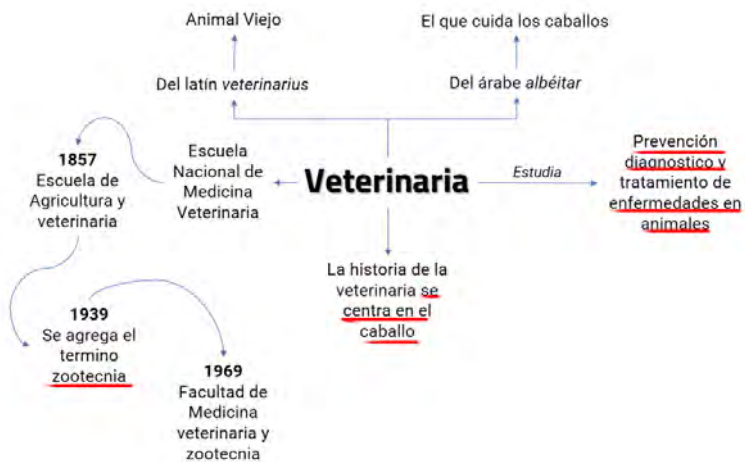 Animal Viejo
El que cuida los caballos
Del latín veterinarius
Del árabe albéitar
Veterinaria
Estudia
Prevención
diagnostico y
tratamiento de
enfermedades en
animales
Escuela
Nacional de
Medicina
Veterinaria
1857
Escuela de
Agricultura y
veterinaria
1939
Se agrega el
termino
zootecnia
1969
Facultad de
Medicina
veterinaria y
zootecnia
La historia de la
veterinaria se
centra en el
caballo